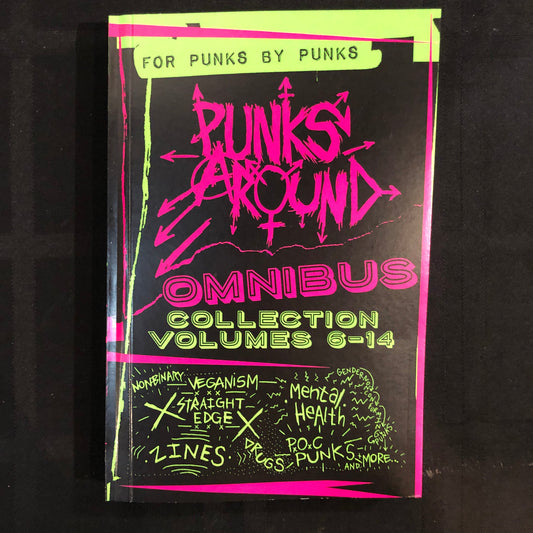 FOR PUNKS BY PUNKS
PUNKS
AROUND
OMNIBUS
COLLECTION
VOLUMES 6-14
NONBINARY
VEGANISM
X STRAIGHT X
EDGE
ZINES
DRUGS
Mental
Health
P.O.C
PUNKS
AND MORE...